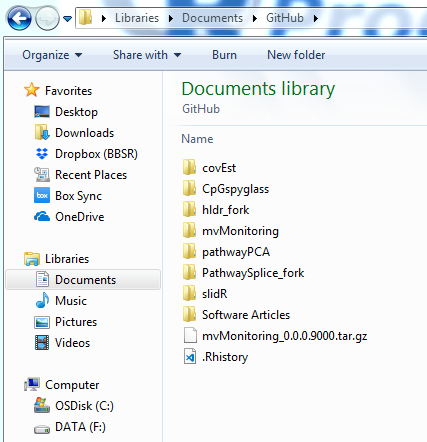 Libraries ▸ Documents ▸ GitHub ▸
Organize ▾ Share with ▾ Burn New folder
Favorites
Desktop
Downloads
Dropbox (BBSR)
Recent Places
Box Sync
OneDrive
Libraries
Documents
Music
Pictures
Videos
Computer
OSDisk (C:)
DATA (F:)
Documents library
GitHub
Name
covEst
CpGspyglass
hldr_fork
mvMonitoring
pathwayPCA
PathwaySplice_fork
slidR
Software Articles
mvMonitoring_0.0.0.9000.tar.gz
.Rhistory